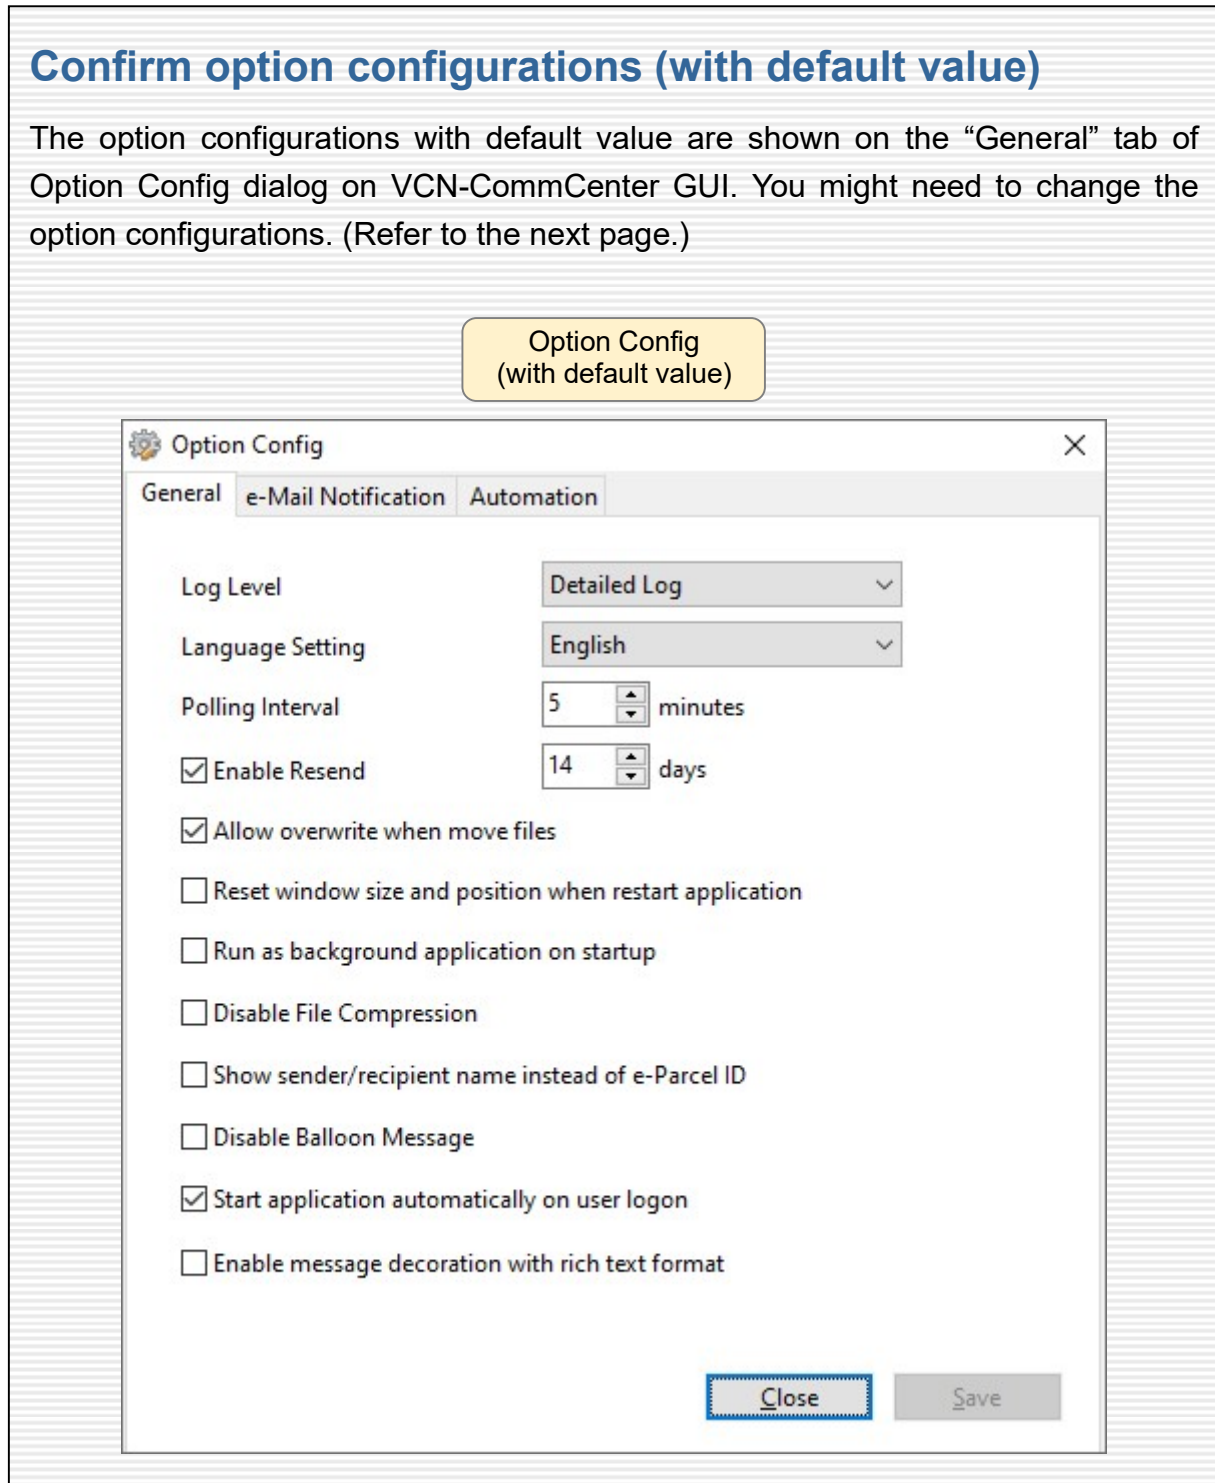 Confirm option configurations (with default value)
The option configurations with default value are shown on the “General” tab of
Option Config dialog on VCN-CommCenter GUI. You might need to change the
option configurations. (Refer to the next page.)
Option Config
(with default value)
Option Config
General e-Mail Notification Automation
Log Level Detailed Log
Language Setting English
Polling Interval 5 minutes
Enable Resend 14 days
Allow overwrite when move files
Reset window size and position when restart application
Run as background application on startup
Disable File Compression
Show sender/recipient name instead of e-Parcel ID
Disable Balloon Message
Start application automatically on user logon
Enable message decoration with rich text format
Close Save